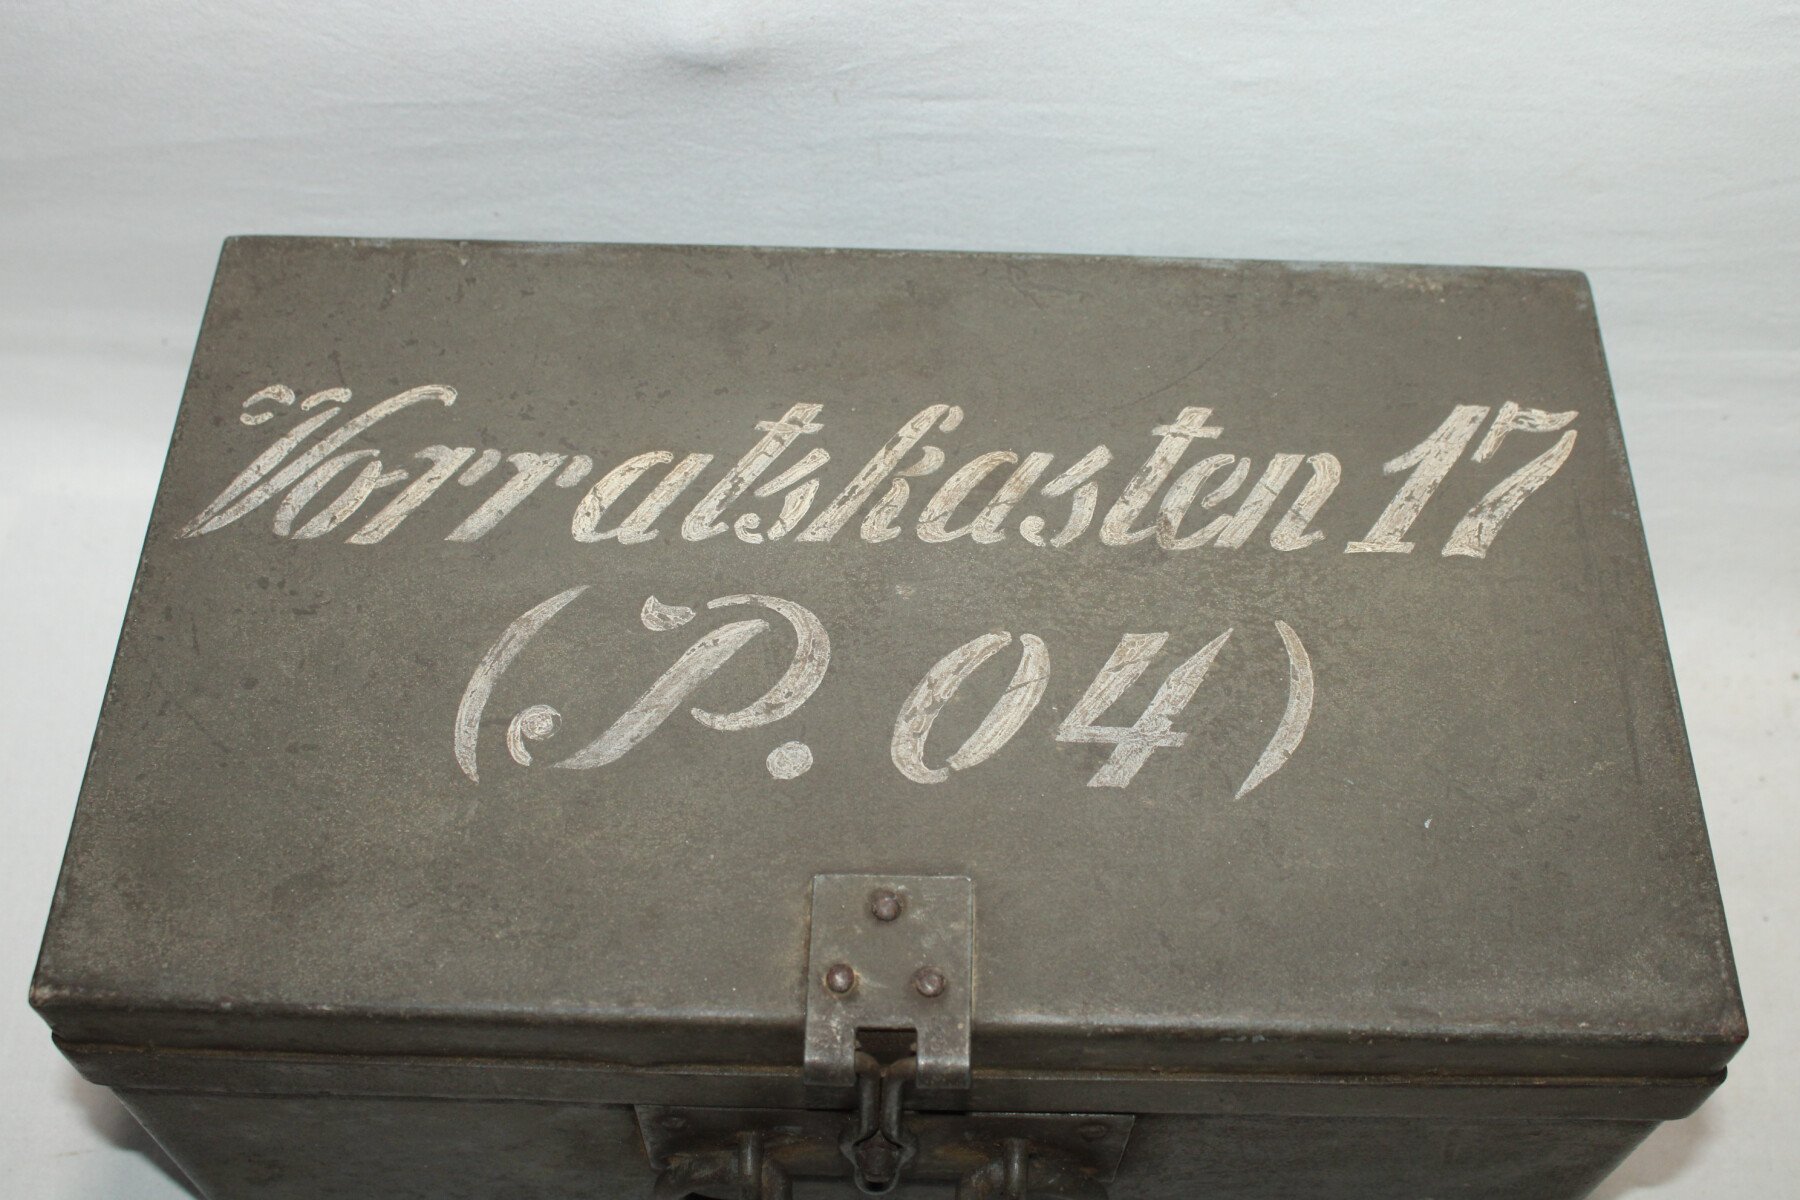 Vorratskasten 17
(P. 04)